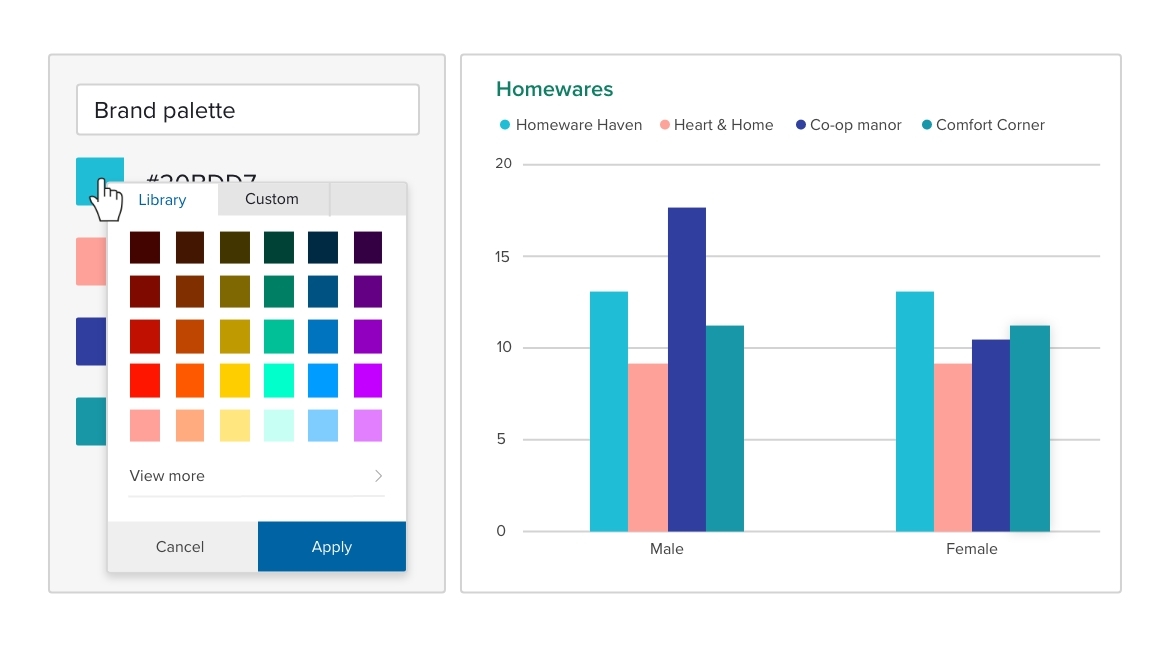 Brand palette
#20BDD7
Library
Custom
View more
Cancel
Apply
Homewares
Homeware Haven
Heart & Home
Co-op manor
Comfort Corner
20
15
10
5
0
Male
Female